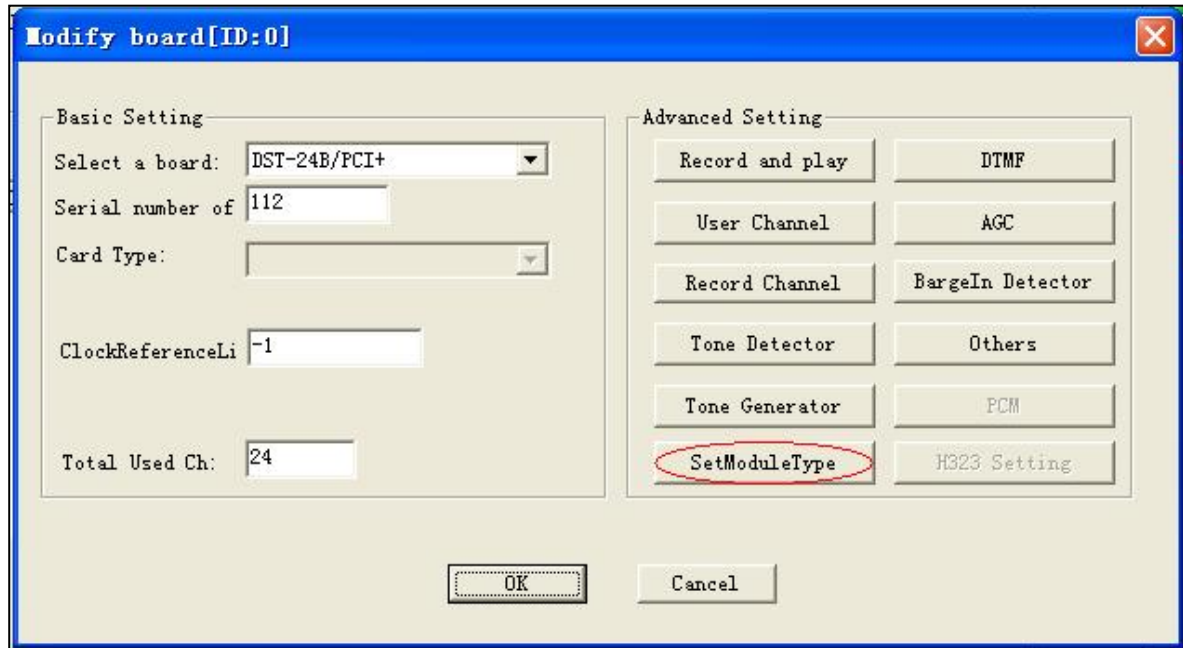 Modify board[ID:0]
Basic Setting
Select a board: DST-24B/PCI+
Serial number of 112
Card Type:
ClockReferenceLi -1
Total Used Ch: 24
Advanced Setting
Record and play DTMF
User Channel AGC
Record Channel BargeIn Detector
Tone Detector Others
Tone Generator PCM
SetModuleType H323 Setting
OK Cancel